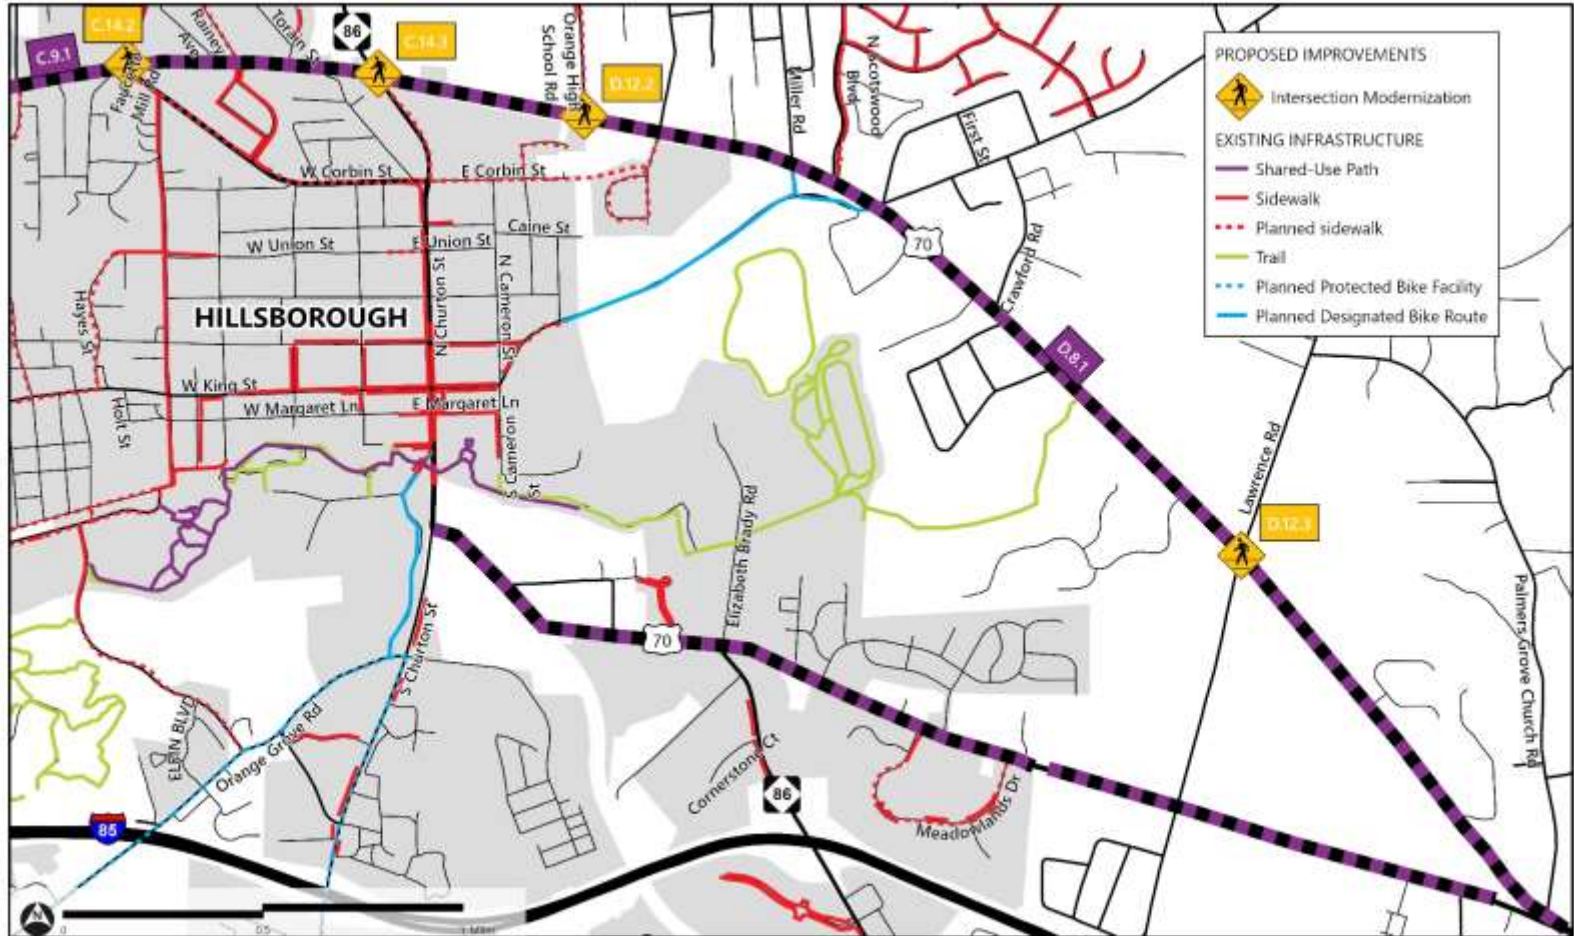 C.14.2
Rainey
Ave
Torain St
86
C.14.3
Orange High
School Rd
D.12.2
C.9.1
Faucette
Mill Rd
Miller Rd
N Scotswood
Blvd
First St
PROPOSED IMPROVEMENTS
Intersection Modernization
EXISTING INFRASTRUCTURE
Shared-Use Path
Sidewalk
Planned sidewalk
Trail
Planned Protected Bike Facility
Planned Designated Bike Route
W Corbin St
E Corbin St
Caine St
W Union St
E Union St
70
Crawford Rd
Hayes St
HILLSBOROUGH
N Churton St
N Cameron St
D.8.1
W King St
W Margaret Ln
E Margaret Ln
Holt St
S Cameron
St
Lawrence Rd
D.12.3
Elizabeth Brady Rd
Palmers Grove Church Rd
70
S Churton St
ELFIN BLVD
Orange Grove Rd
Cornerstone Ct
86
Meadowlands Dr
85
N
0
0.5
1 Miles